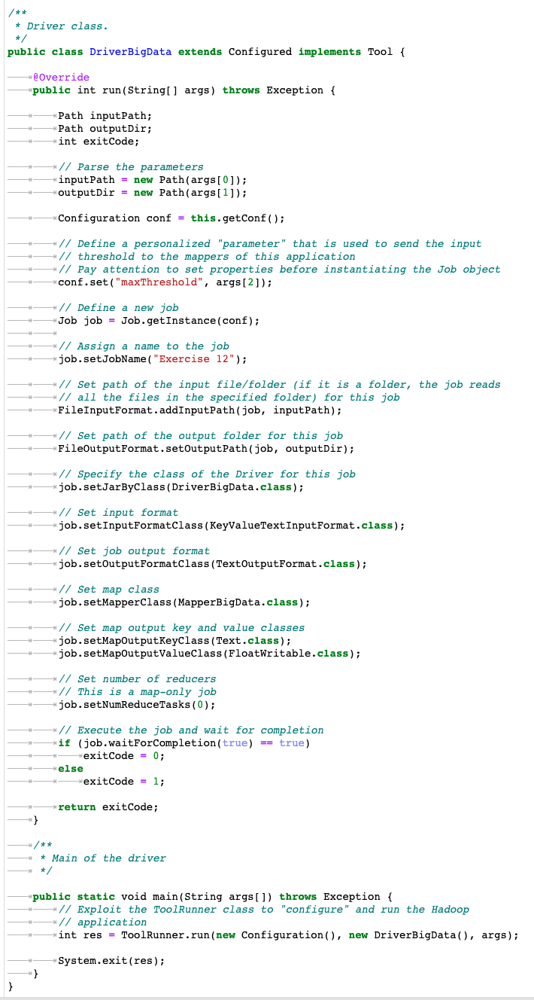 /**
 * Driver class.
 */
public class DriverBigData extends Configured implements Tool {
@Override
public int run(String[] args) throws Exception {
Path inputPath;
Path outputDir;
int exitCode;
// Parse the parameters
inputPath = new Path(args[0]);
outputDir = new Path(args[1]);
Configuration conf = this.getConf();
// Define a personalized "parameter" that is used to send the input
// threshold to the mappers of this application
// Pay attention to set properties before instantiating the Job object
conf.set("maxThreshold", args[2]);
// Define a new job
Job job = Job.getInstance(conf);
// Assign a name to the job
job.setJobName("Exercise 12");
// Set path of the input file/folder (if it is a folder, the job reads
// all the files in the specified folder) for this job
FileInputFormat.addInputPath(job, inputPath);
// Set path of the output folder for this job
FileOutputFormat.setOutputPath(job, outputDir);
// Specify the class of the Driver for this job
job.setJarByClass(DriverBigData.class);
// Set input format
job.setInputFormatClass(KeyValueTextInputFormat.class);
// Set job output format
job.setOutputFormatClass(TextOutputFormat.class);
// Set map class
job.setMapperClass(MapperBigData.class);
// Set map output key and value classes
job.setMapOutputKeyClass(Text.class);
job.setMapOutputValueClass(FloatWritable.class);
// Set number of reducers
// This is a map-only job
job.setNumReduceTasks(0);
// Execute the job and wait for completion
if (job.waitForCompletion(true) == true)
exitCode = 0;
else
exitCode = 1;
return exitCode;
}
/**
 * Main of the driver
 */
public static void main(String args[]) throws Exception {
// Exploit the ToolRunner class to "configure" and run the Hadoop
// application
int res = ToolRunner.run(new Configuration(), new DriverBigData(), args);
System.exit(res);
}
}